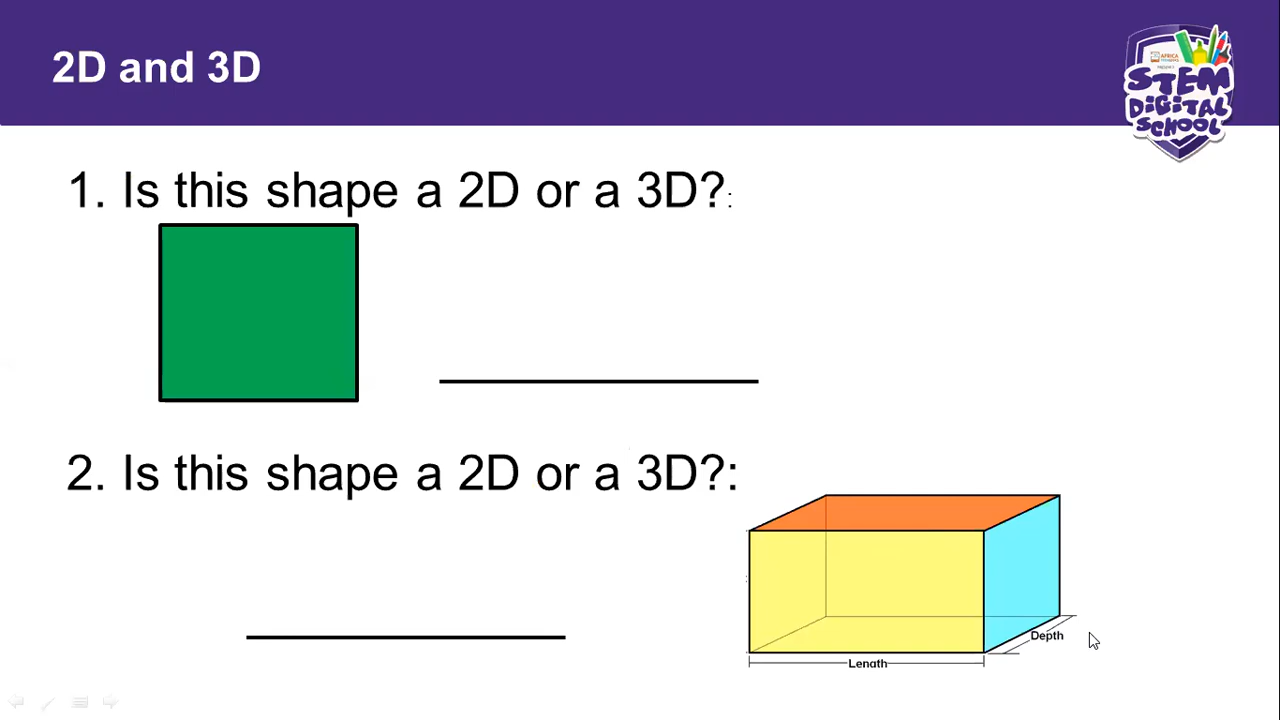 2D and 3D
AFRICA
STEM
DIGITAL
SCHOOL
1. Is this shape a 2D or a 3D?:
2. Is this shape a 2D or a 3D?:
Depth
Length